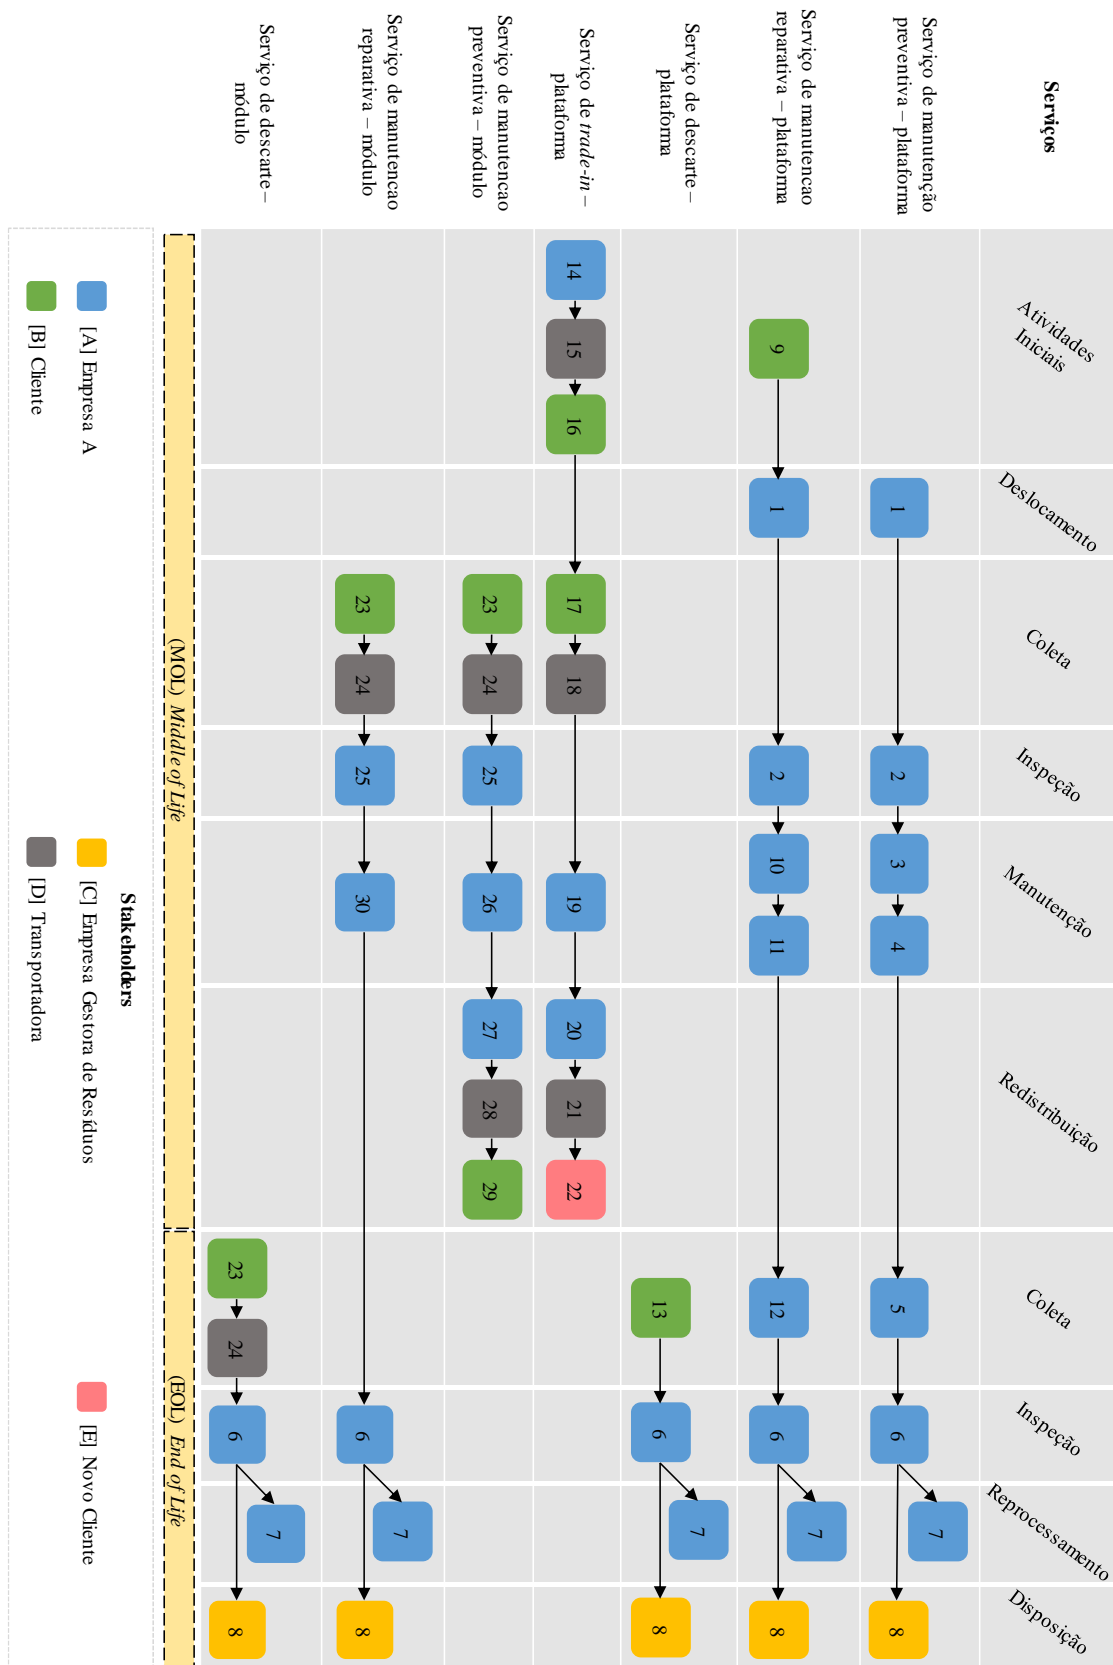 Serviços
Atividades
Iniciais
Deslocamento
Coleta
Inspeção
Manutenção
Redistribuição
Coleta
Inspeção
Reprocessamento
Disposição
Serviço de manutenção
preventiva – plataforma
1
2
3
4
5
6
7
8
Serviço de manutencao
reparativa – plataforma
9
1
2
10
11
12
6
7
8
Serviço de descarte –
plataforma
13
6
7
8
Serviço de trade-in –
plataforma
14
15
16
17
18
19
20
21
22
Serviço de manutencao
preventiva – módulo
23
24
25
26
27
28
29
Serviço de manutencao
reparativa – módulo
23
24
25
30
6
7
8
Serviço de descarte –
módulo
23
24
6
7
8
(MOL) Middle of Life
(EOL) End of Life
Stakeholders
[A] Empresa A
[C] Empresa Gestora de Resíduos
[E] Novo Cliente
[B] Cliente
[D] Transportadora